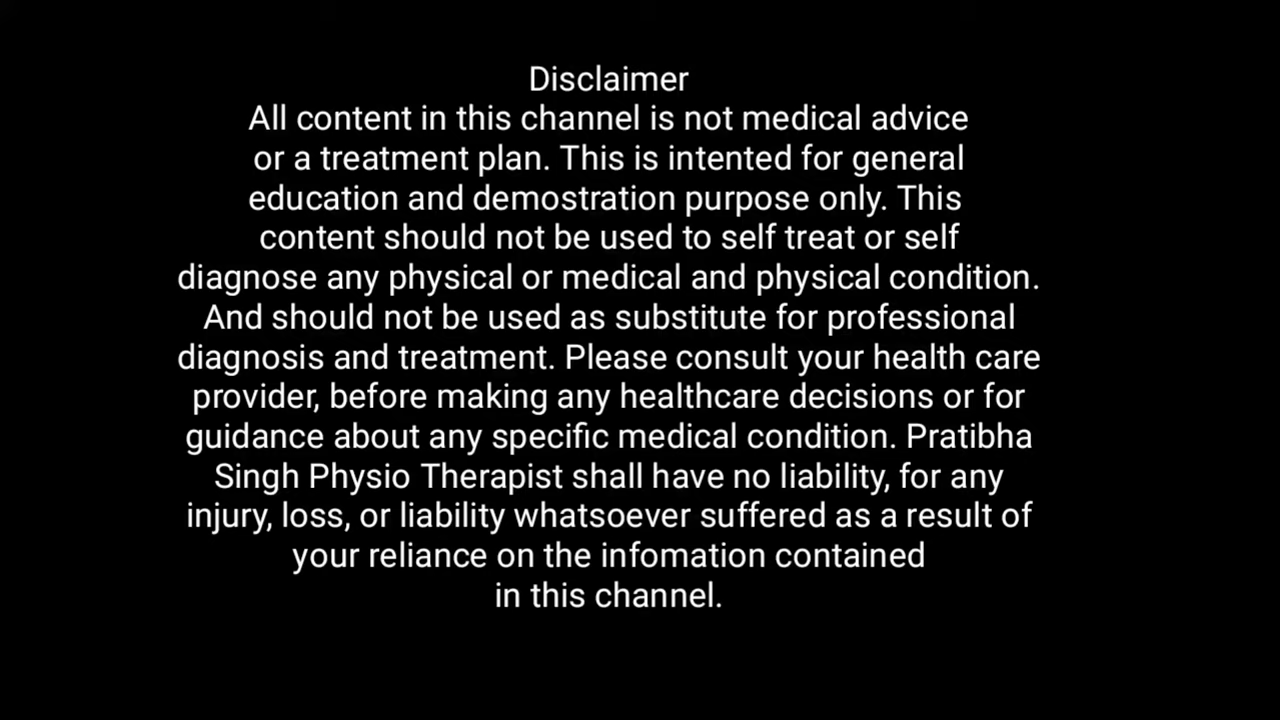 Disclaimer
All content in this channel is not medical advice
or a treatment plan. This is intented for general
education and demostration purpose only. This
content should not be used to self treat or self
diagnose any physical or medical and physical condition.
And should not be used as substitute for professional
diagnosis and treatment. Please consult your health care
provider, before making any healthcare decisions or for
guidance about any specific medical condition. Pratibha
Singh Physio Therapist shall have no liability, for any
injury, loss, or liability whatsoever suffered as a result of
your reliance on the infomation contained
in this channel.